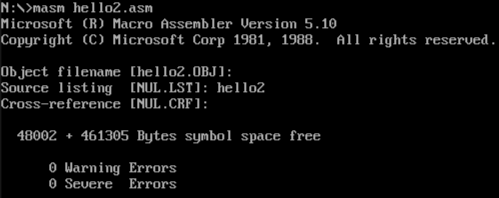 N:\>masm hello2.asm
Microsoft (R) Macro Assembler Version 5.10
Copyright (C) Microsoft Corp 1981, 1988.  All rights reserved.
Object filename [hello2.OBJ]:
Source listing  [NUL.LST]: hello2
Cross-reference [NUL.CRF]:
48002 + 461305 Bytes symbol space free
0 Warning Errors
0 Severe  Errors